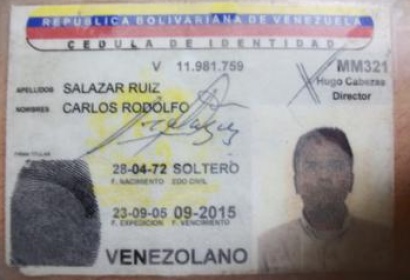 REPUBLICA BOLIVARIANA DE VENEZUELA
CEDULA DE IDENTIDAD
V 11.981.759
MM321
APELLIDOS SALAZAR RUIZ
Hugo Cabezas
NOMBRES CARLOS RODOLFO
Director
FIRMA TITULAR
28-04-72 SOLTERO
F. NACIMIENTO EDO CIVIL
23-09-05 09-2015
F. EXPEDICION F. VENCIMIENTO
VENEZOLANO